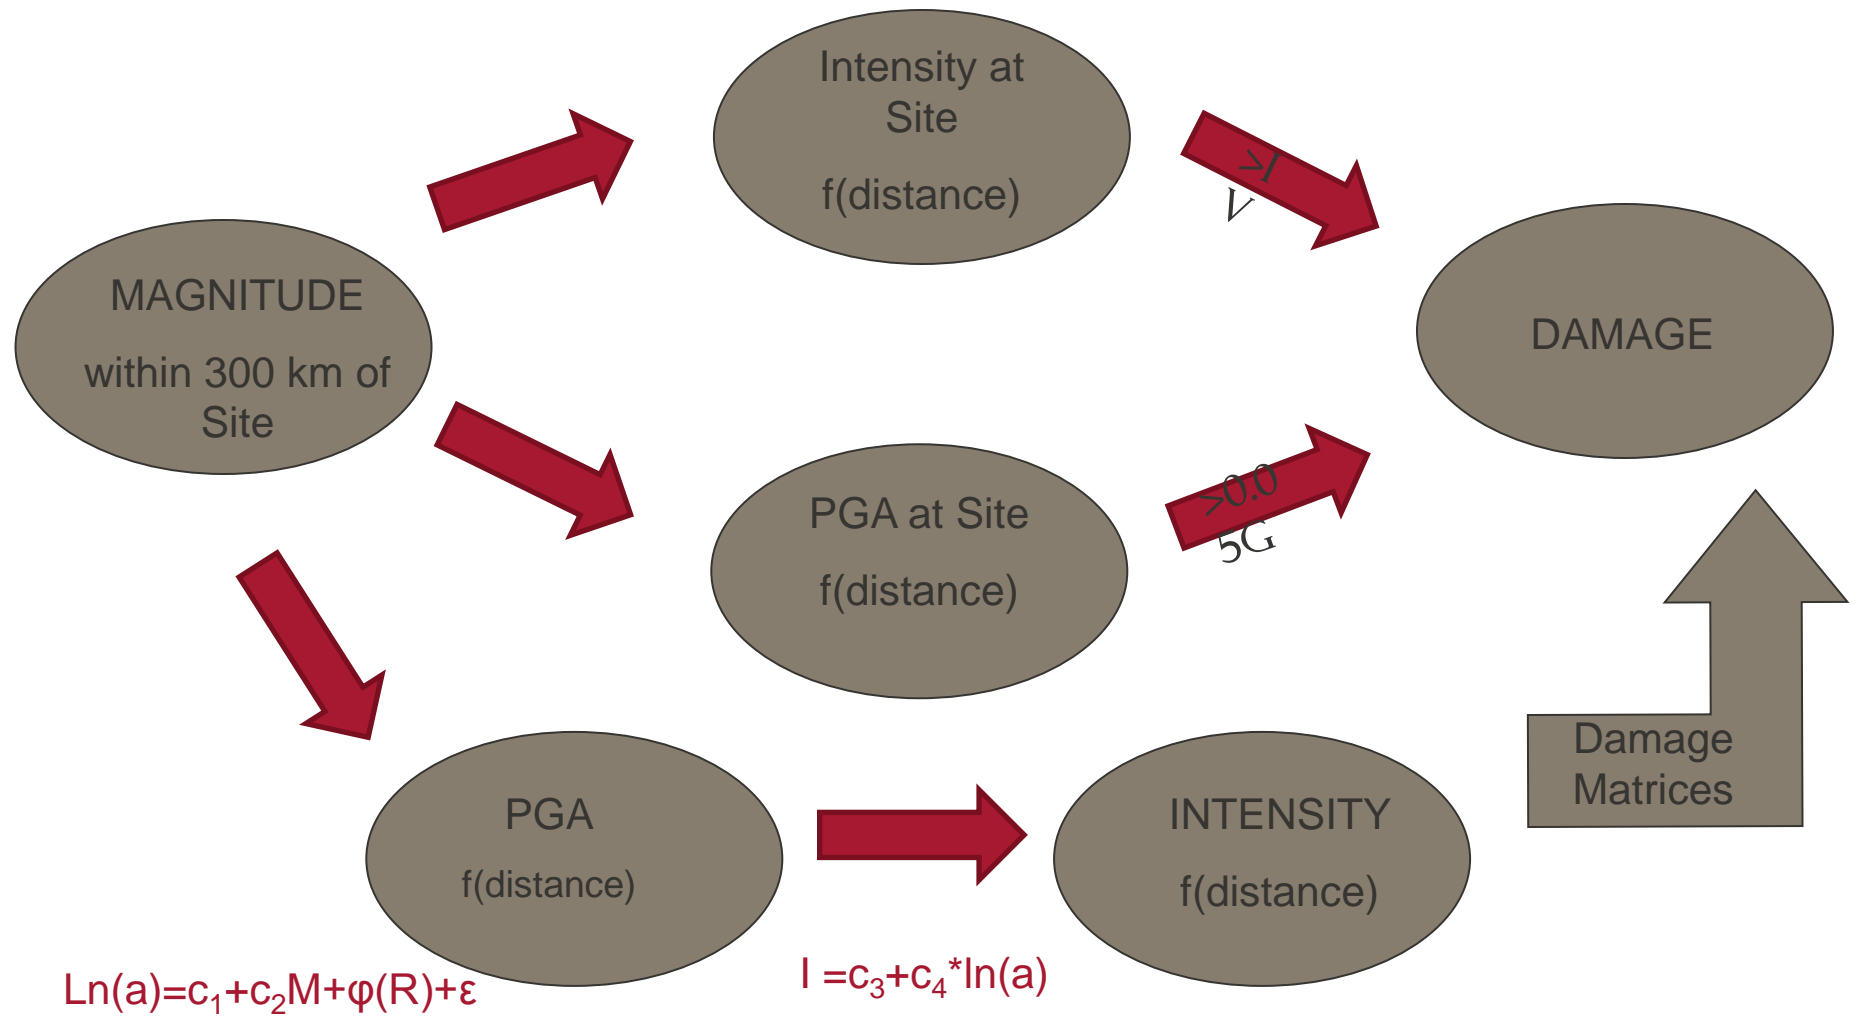 Intensity at
Site
f(distance)
>I
V
MAGNITUDE
within 300 km of
Site
DAMAGE
PGA at Site
f(distance)
>0.0
5G
Damage
Matrices
PGA
f(distance)
INTENSITY
f(distance)
Ln(a)=c₁+c₂M+φ(R)+ε
I =c₃+c₄*ln(a)